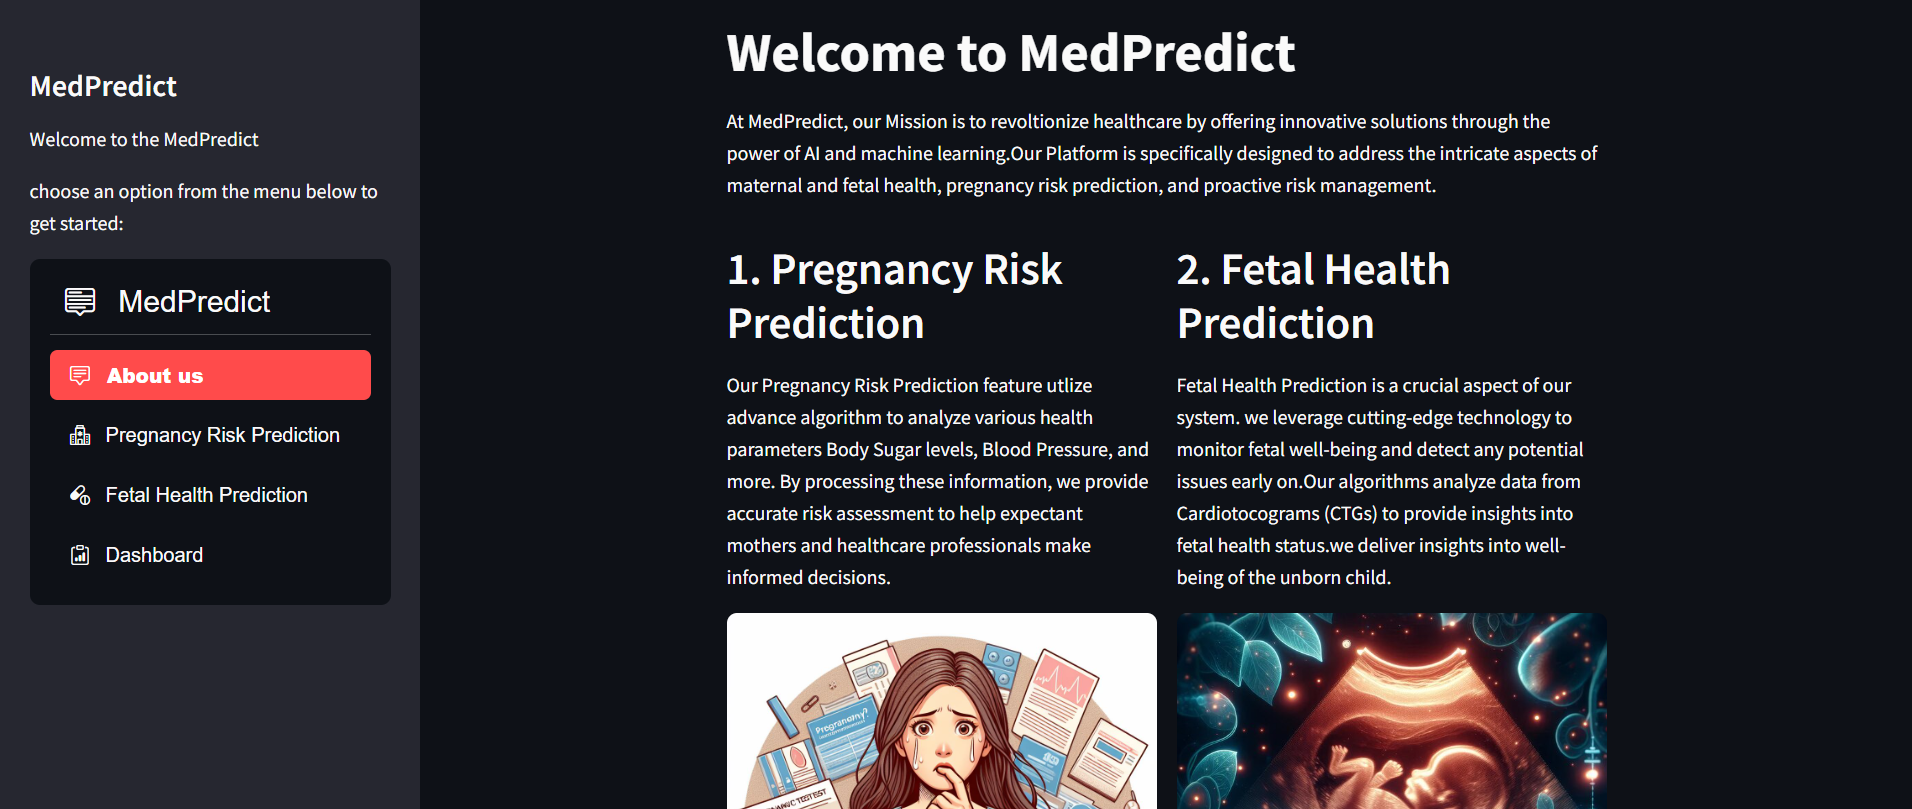 MedPredict
Welcome to the MedPredict
choose an option from the menu below to
get started:
MedPredict
About us
Pregnancy Risk Prediction
Fetal Health Prediction
Dashboard
Welcome to MedPredict
At MedPredict, our Mission is to revoltionize healthcare by offering innovative solutions through the
power of AI and machine learning.Our Platform is specifically designed to address the intricate aspects of
maternal and fetal health, pregnancy risk prediction, and proactive risk management.
1. Pregnancy Risk
Prediction
Our Pregnancy Risk Prediction feature utlize
advance algorithm to analyze various health
parameters Body Sugar levels, Blood Pressure, and
more. By processing these information, we provide
accurate risk assessment to help expectant
mothers and healthcare professionals make
informed decisions.
2. Fetal Health
Prediction
Fetal Health Prediction is a crucial aspect of our
system. we leverage cutting-edge technology to
monitor fetal well-being and detect any potential
issues early on.Our algorithms analyze data from
Cardiotocograms (CTGs) to provide insights into
fetal health status.we deliver insights into well-
being of the unborn child.